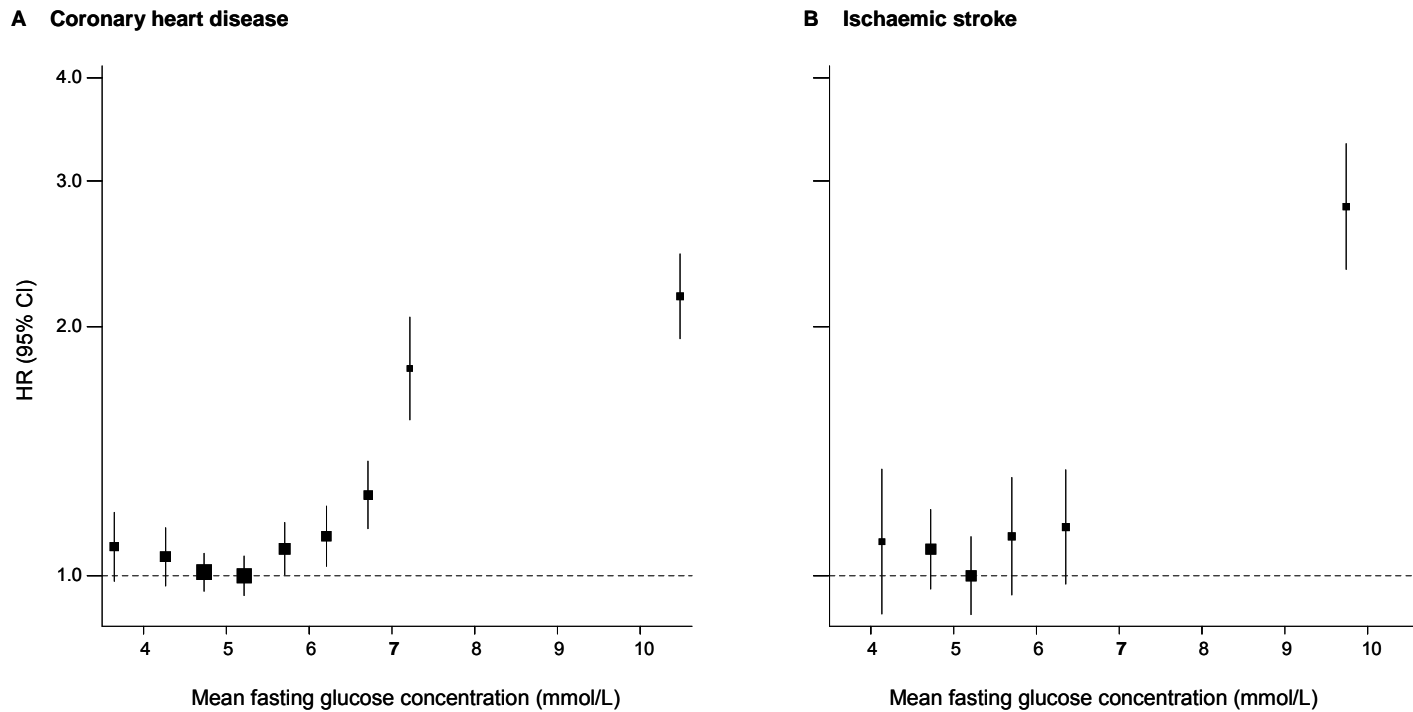 A Coronary heart disease
B Ischaemic stroke
4.0
3.0
2.0
1.0
HR (95% CI)
4 5 6 7 8 9 10
4 5 6 7 8 9 10
Mean fasting glucose concentration (mmol/L)
Mean fasting glucose concentration (mmol/L)